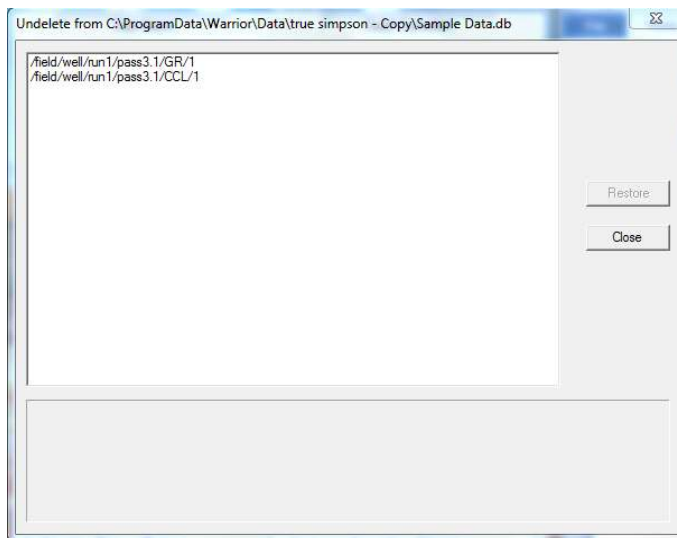 Undelete from C:\ProgramData\Warrior\Data\true simpson - Copy\Sample Data.db
/field/well/run1/pass3.1/GR/1
/field/well/run1/pass3.1/CCL/1
Restore
Close